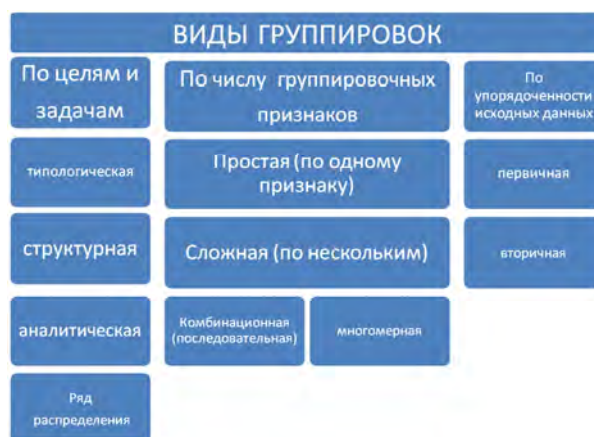 ВИДЫ ГРУППИРОВОК
По целям и
задачам
По числу группировочных
признаков
По
упорядоченности
исходных данных
типологическая
Простая (по одному
признаку)
первичная
структурная
Сложная (по нескольким)
вторичная
аналитическая
Комбинационная
(последовательная)
многомерная
Ряд
распределения